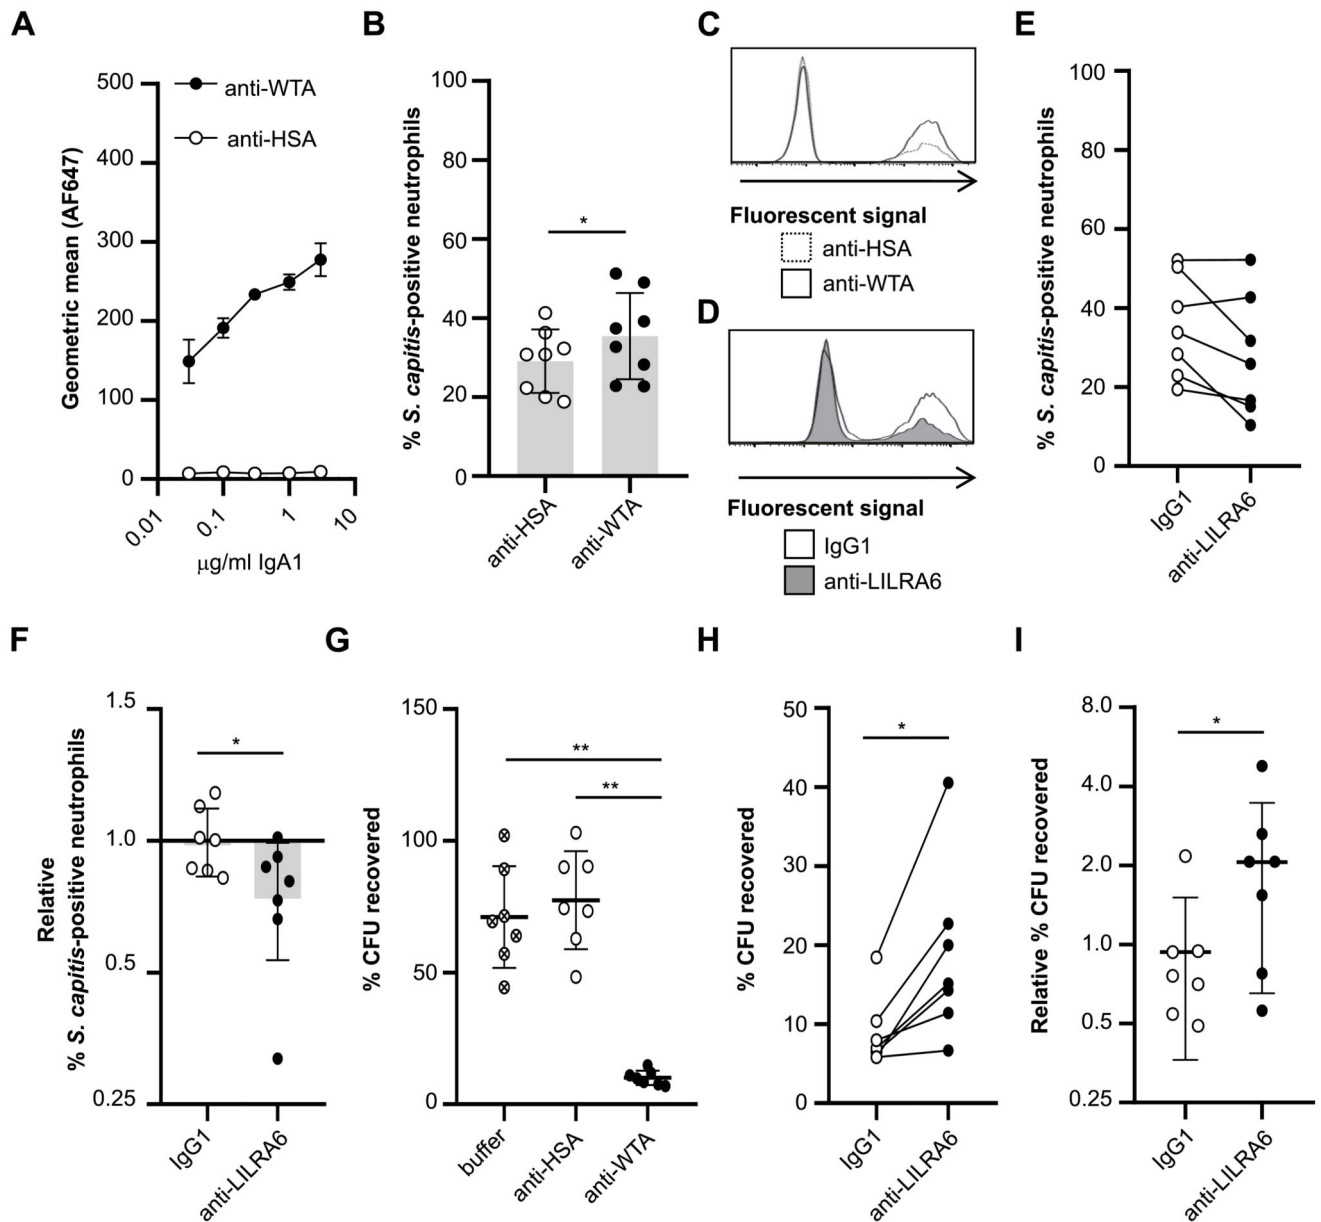 A
Geometric mean (AF647)
500
400
300
200
100
0
0.01
0.1
1
10
μg/ml IgA1
anti-WTA
anti-HSA
B
% S. capitis-positive neutrophils
100
80
60
40
20
0
*
anti-HSA
anti-WTA
C
Fluorescent signal
anti-HSA
anti-WTA
D
Fluorescent signal
IgG1
anti-LILRA6
E
% S. capitis-positive neutrophils
100
80
60
40
20
0
IgG1
anti-LILRA6
F
Relative
% S. capitis-positive neutrophils
1.5
1.0
0.5
0.25
*
IgG1
anti-LILRA6
G
% CFU recovered
150
100
50
0
**
**
buffer
anti-HSA
anti-WTA
H
% CFU recovered
50
40
30
20
10
0
*
IgG1
anti-LILRA6
I
Relative % CFU recovered
8.0
4.0
2.0
1.0
0.5
0.25
*
IgG1
anti-LILRA6